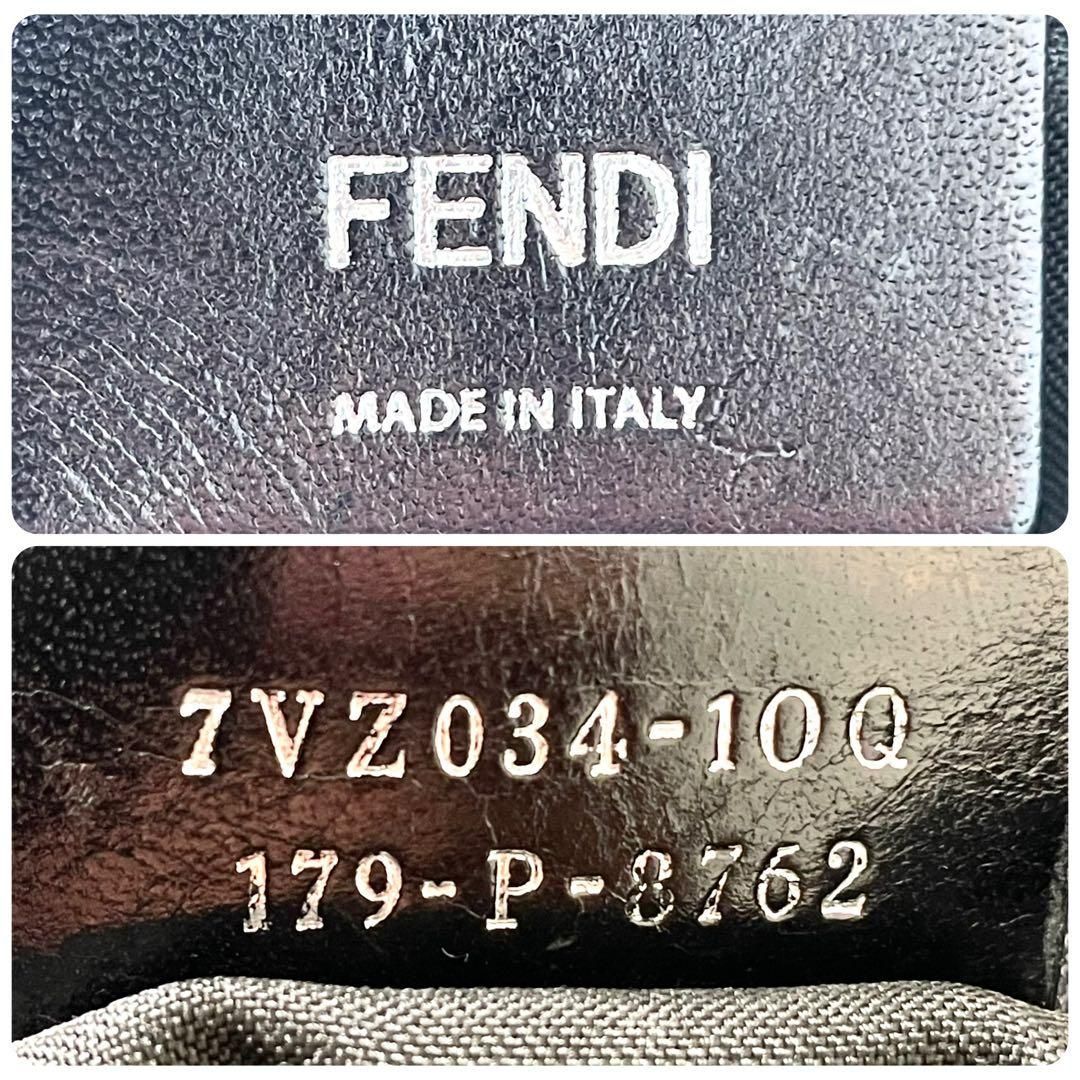 FENDI
MADE IN ITALY
7VZ034-10Q
179-P-8762